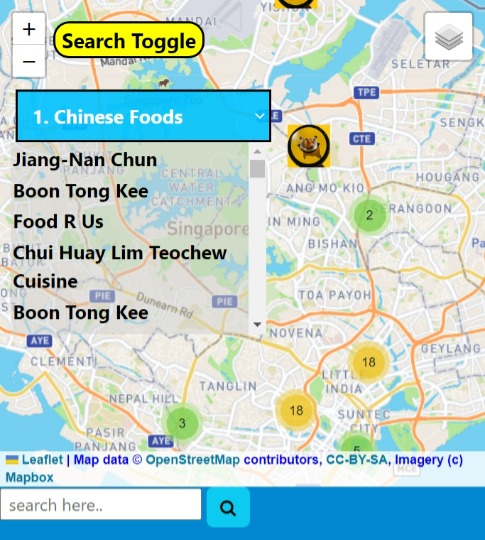 YISHUN
MANDAI
+
Search Toggle
−
Mandai
SELETAR
TPE
1. Chinese Foods
CTE
Jiang-Nan Chun
Boon Tong Kee
Food R Us
Chui Huay Lim Teochew
Cuisine
Boon Tong Kee
PANJANG
CENTRAL
WATER
CATCHMENT
Singapore
ANG MO KIO
HOUGANG
2
SERANGOON
IN MING
BISHAN
TOA PAYOH
PIE
Dunearn Rd
PIE
AYE
NOVENA
GEYLANG
CLEMENTI
18
LITTLE
INDIA
TANGLIN
NEPAL HILL
3
18
SUNTEC
CITY
PASIR
PANJANG
AYE
5
MCE
Leaflet | Map data © OpenStreetMap contributors, CC-BY-SA, Imagery (c)
Mapbox
search here..